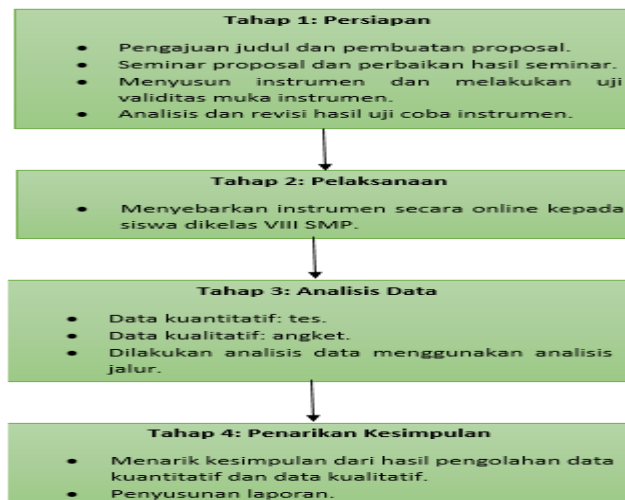 Tahap 1: Persiapan
• Pengajuan judul dan pembuatan proposal.
• Seminar proposal dan perbaikan hasil seminar.
• Menyusun instrumen dan melakukan uji
validitas muka instrumen.
• Analisis dan revisi hasil uji coba instrumen.
Tahap 2: Pelaksanaan
• Menyebarkan instrumen secara online kepada
siswa dikelas VIII SMP.
Tahap 3: Analisis Data
• Data kuantitatif: tes.
• Data kualitatif: angket.
• Dilakukan analisis data menggunakan analisis
jalur.
Tahap 4: Penarikan Kesimpulan
• Menarik kesimpulan dari hasil pengolahan data
kuantitatif dan data kualitatif.
• Penyusunan laporan.